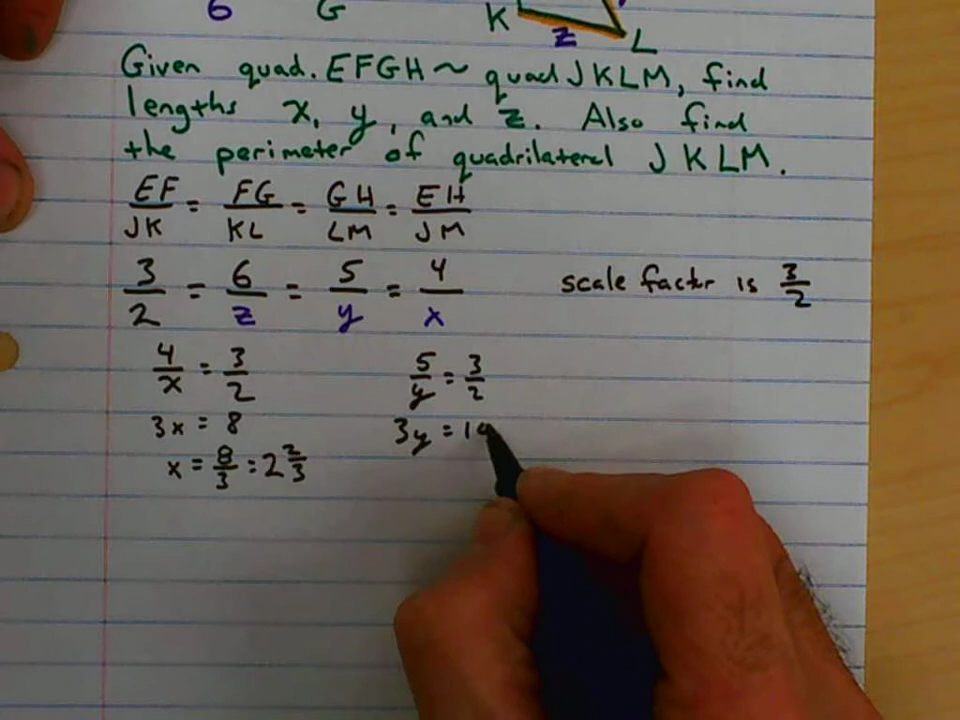 6 G K z L
Given quad. EFGH ~ quad JKLM, find
lengths x, y, and z. Also find
the perimeter of quadrilateral JKLM.
EF/JK = FG/KL = GH/LM = EH/JM
3/2 = 6/z = 5/y = 4/x scale factor is 3/2
4/x = 3/2 5/y = 3/2
3x = 8 3y = 10
x = 8/3 = 2 2/3